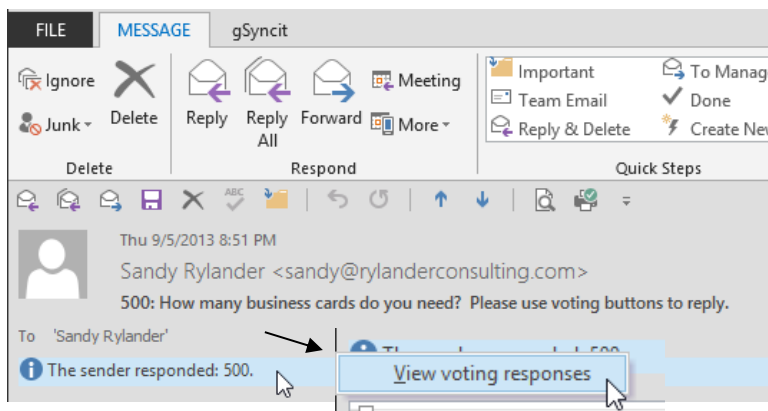 FILE MESSAGE gSyncit
Ignore Delete Reply Reply All Forward Meeting Important To Manag
Junk More Team Email Done
Reply & Delete Create New
Delete Respond Quick Steps
ABC
Thu 9/5/2013 8:51 PM
Sandy Rylander <sandy@rylanderconsulting.com>
500: How many business cards do you need? Please use voting buttons to reply.
To 'Sandy Rylander'
The sender responded: 500.
View voting responses